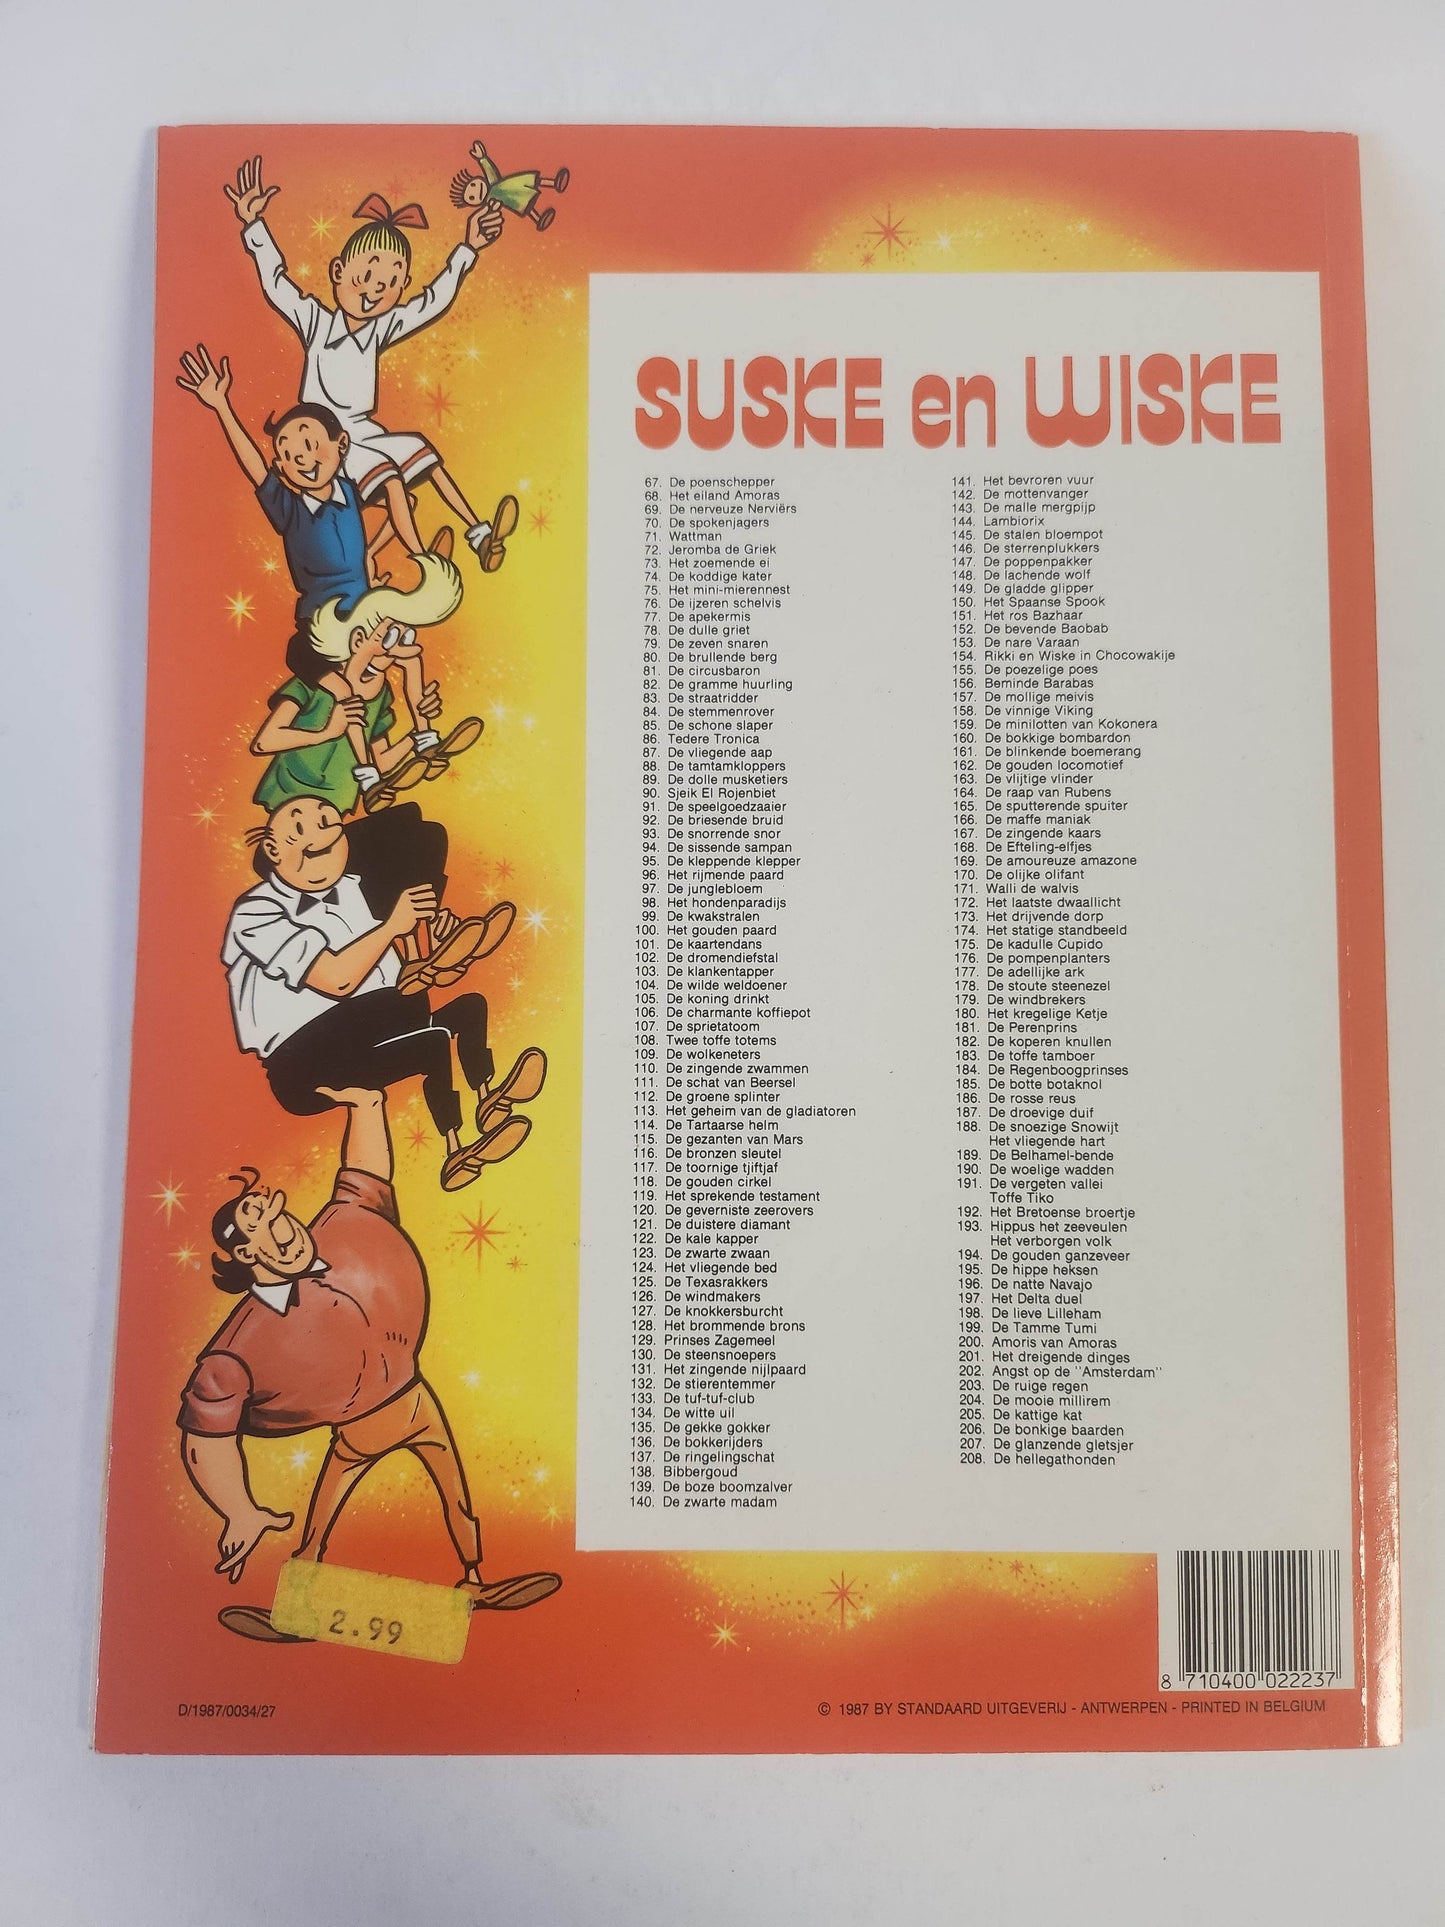 SUSKE en WISKE
67. De poenschepper
68. Het eiland Amoras
69. De nerveuze Nerviërs
70. De spokenjagers
71. Wattman
72. Jeromba de Griek
73. Het zoemende ei
74. De koddige kater
75. Het mini-mierennest
76. De ijzeren schelvis
77. De apekermis
78. De dulle griet
79. De zeven snaren
80. De brullende berg
81. De circusbaron
82. De gramme huurling
83. De straatridder
84. De stemmenrover
85. De schone slaper
86. Tedere Tronica
87. De vliegende aap
88. De tamtamkloppers
89. De dolle musketiers
90. Sjeik El Rojenbiet
91. De speelgoedzaaier
92. De briesende bruid
93. De snorrende snor
94. De sissende sampan
95. De kleppende klepper
96. Het rijmende paard
97. De junglebloem
98. Het hondenparadijs
99. De kwakstralen
100. Het gouden paard
101. De kaartendans
102. De dromendiefstal
103. De klankentapper
104. De wilde weldoener
105. De koning drinkt
106. De charmante koffiepot
107. De sprietatoom
108. Twee toffe totems
109. De wolkeneters
110. De zingende zwammen
111. De schat van Beersel
112. De groene splinter
113. Het geheim van de gladiatoren
114. De Tartaarse helm
115. De gezanten van Mars
116. De bronzen sleutel
117. De toornige tjiftjaf
118. De gouden cirkel
119. Het sprekende testament
120. De geverniste zeerovers
121. De duistere diamant
122. De kale kapper
123. De zwarte zwaan
124. Het vliegende bed
125. De Texasrakkers
126. De windmakers
127. De knokkersburcht
128. Het brommende brons
129. Prinses Zagemeel
130. De steensnoepers
131. Het zingende nijlpaard
132. De stierentemmer
133. De tuf-tuf-club
134. De witte uil
135. De gekke gokker
136. De bokkerijders
137. De ringelingschat
138. Bibbergoud
139. De boze boomzalver
140. De zwarte madam
141. Het bevroren vuur
142. De mottenvanger
143. De malle mergpijp
144. Lambiorix
145. De stalen bloempot
146. De sterrenplukkers
147. De poppenpakker
148. De lachende wolf
149. De gladde glipper
150. Het Spaanse Spook
151. Het ros Bazhaar
152. De bevende Baobab
153. De nare Varaan
154. Rikki en Wiske in Chocowakije
155. De poezelige poes
156. Beminde Barabas
157. De mollige meivis
158. De vinnige Viking
159. De minilotten van Kokonera
160. De bokkige bombardon
161. De blinkende boemerang
162. De gouden locomotief
163. De vlijtige vlinder
164. De raap van Rubens
165. De sputterende spuiter
166. De maffe maniak
167. De zingende kaars
168. De Efteling-elfjes
169. De amoureuze amazone
170. De olijke olifant
171. Walli de walvis
172. Het laatste dwaallicht
173. Het drijvende dorp
174. Het statige standbeeld
175. De kadulle Cupido
176. De pompenplanters
177. De adellijke ark
178. De stoute steenezel
179. De windbrekers
180. Het kregelige Ketje
181. De Perenprins
182. De koperen knullen
183. De toffe tamboer
184. De Regenboogprinses
185. De botte botaknol
186. De rosse reus
187. De droevige duif
188. De snoezige Snowijt
Het vliegende hart
189. De Belhamel-bende
190. De woelige wadden
191. De vergeten vallei
Toffe Tiko
192. Het Bretoense broertje
193. Hippus het zeeveulen
Het verborgen volk
194. De gouden ganzeveer
195. De hippe heksen
196. De natte Navajo
197. Het Delta duel
198. De lieve Lilleham
199. De Tamme Tumi
200. Amoris van Amoras
201. Het dreigende dinges
202. Angst op de "Amsterdam"
203. De ruige regen
204. De mooie millirem
205. De kattige kat
206. De bonkige baarden
207. De glanzende gletsjer
208. De hellegathonden
2.99
8 710400 022237
D/1987/0034/27
© 1987 BY STANDAARD UITGEVERIJ - ANTWERPEN - PRINTED IN BELGIUM